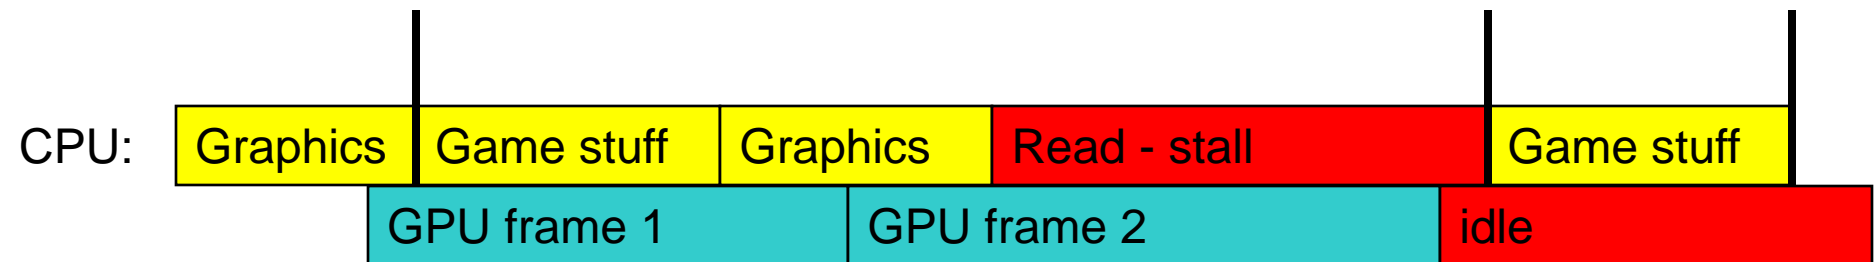 CPU: Graphics Game stuff Graphics Read - stall Game stuff
GPU frame 1 GPU frame 2 idle